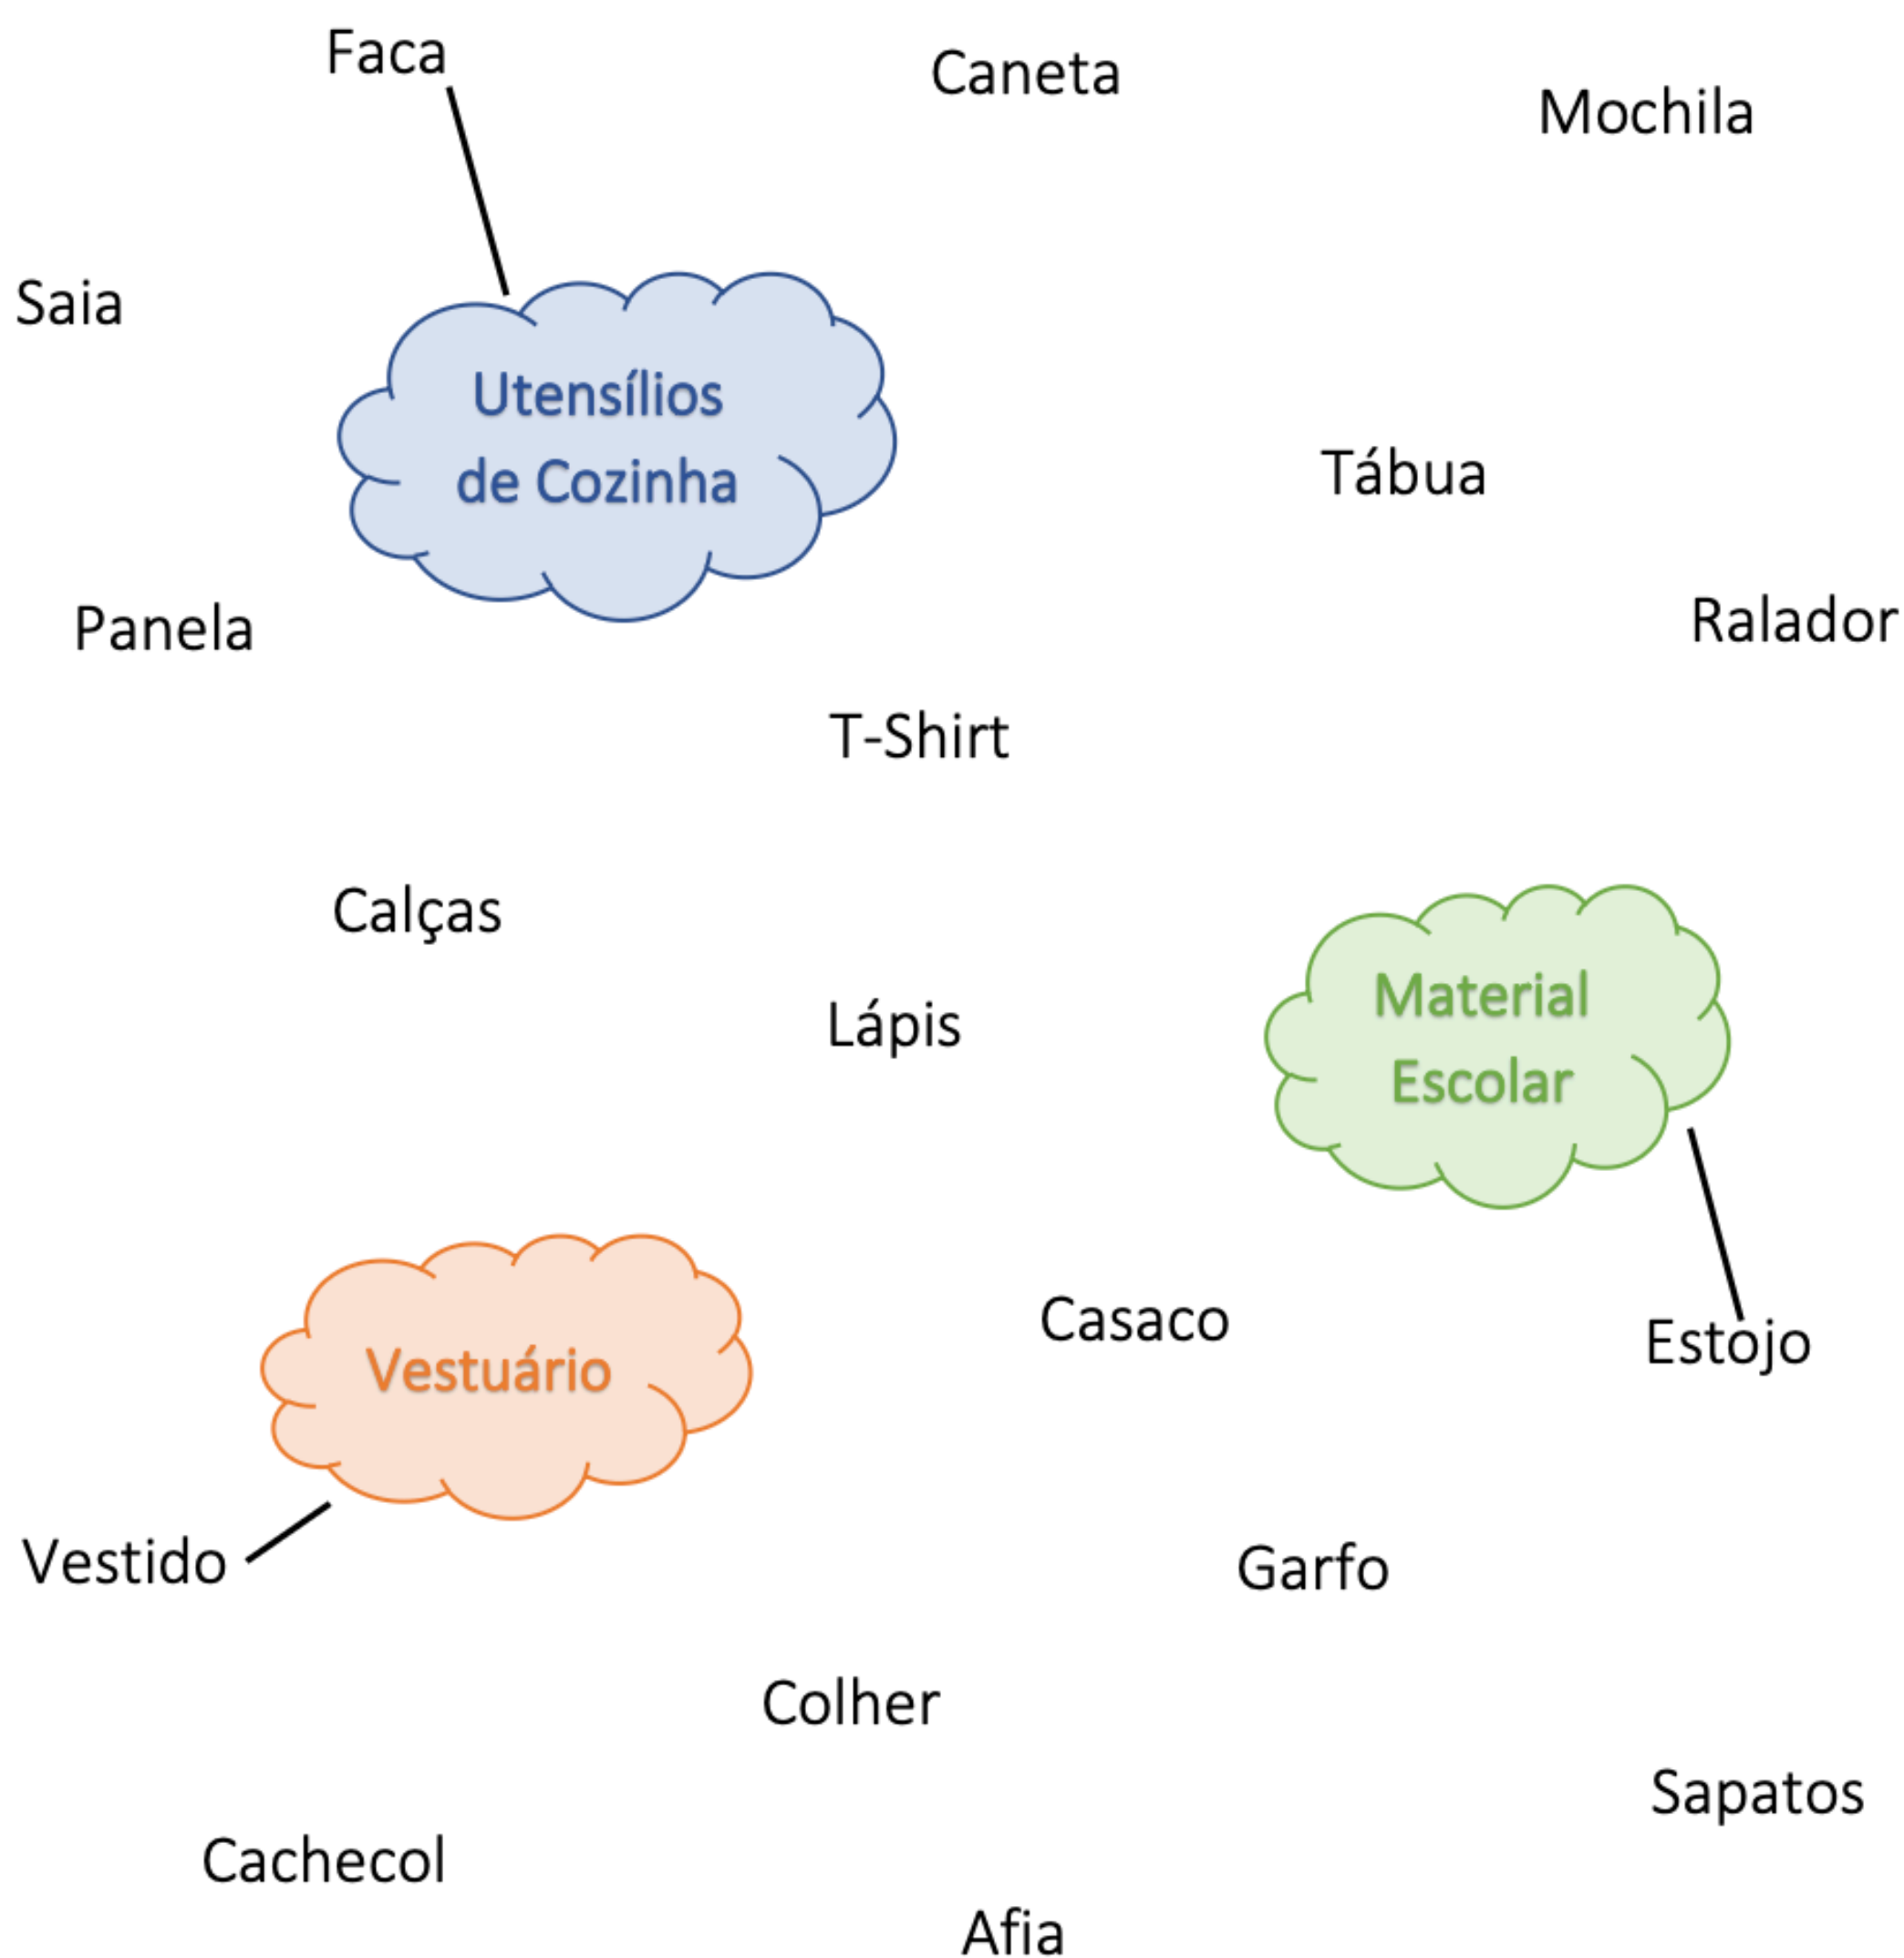 Faca
Caneta
Mochila
Saia
Utensílios
de Cozinha
Tábua
Panela
Ralador
T-Shirt
Calças
Lápis
Material
Escolar
Casaco
Estojo
Vestuário
Vestido
Garfo
Colher
Sapatos
Cachecol
Afia